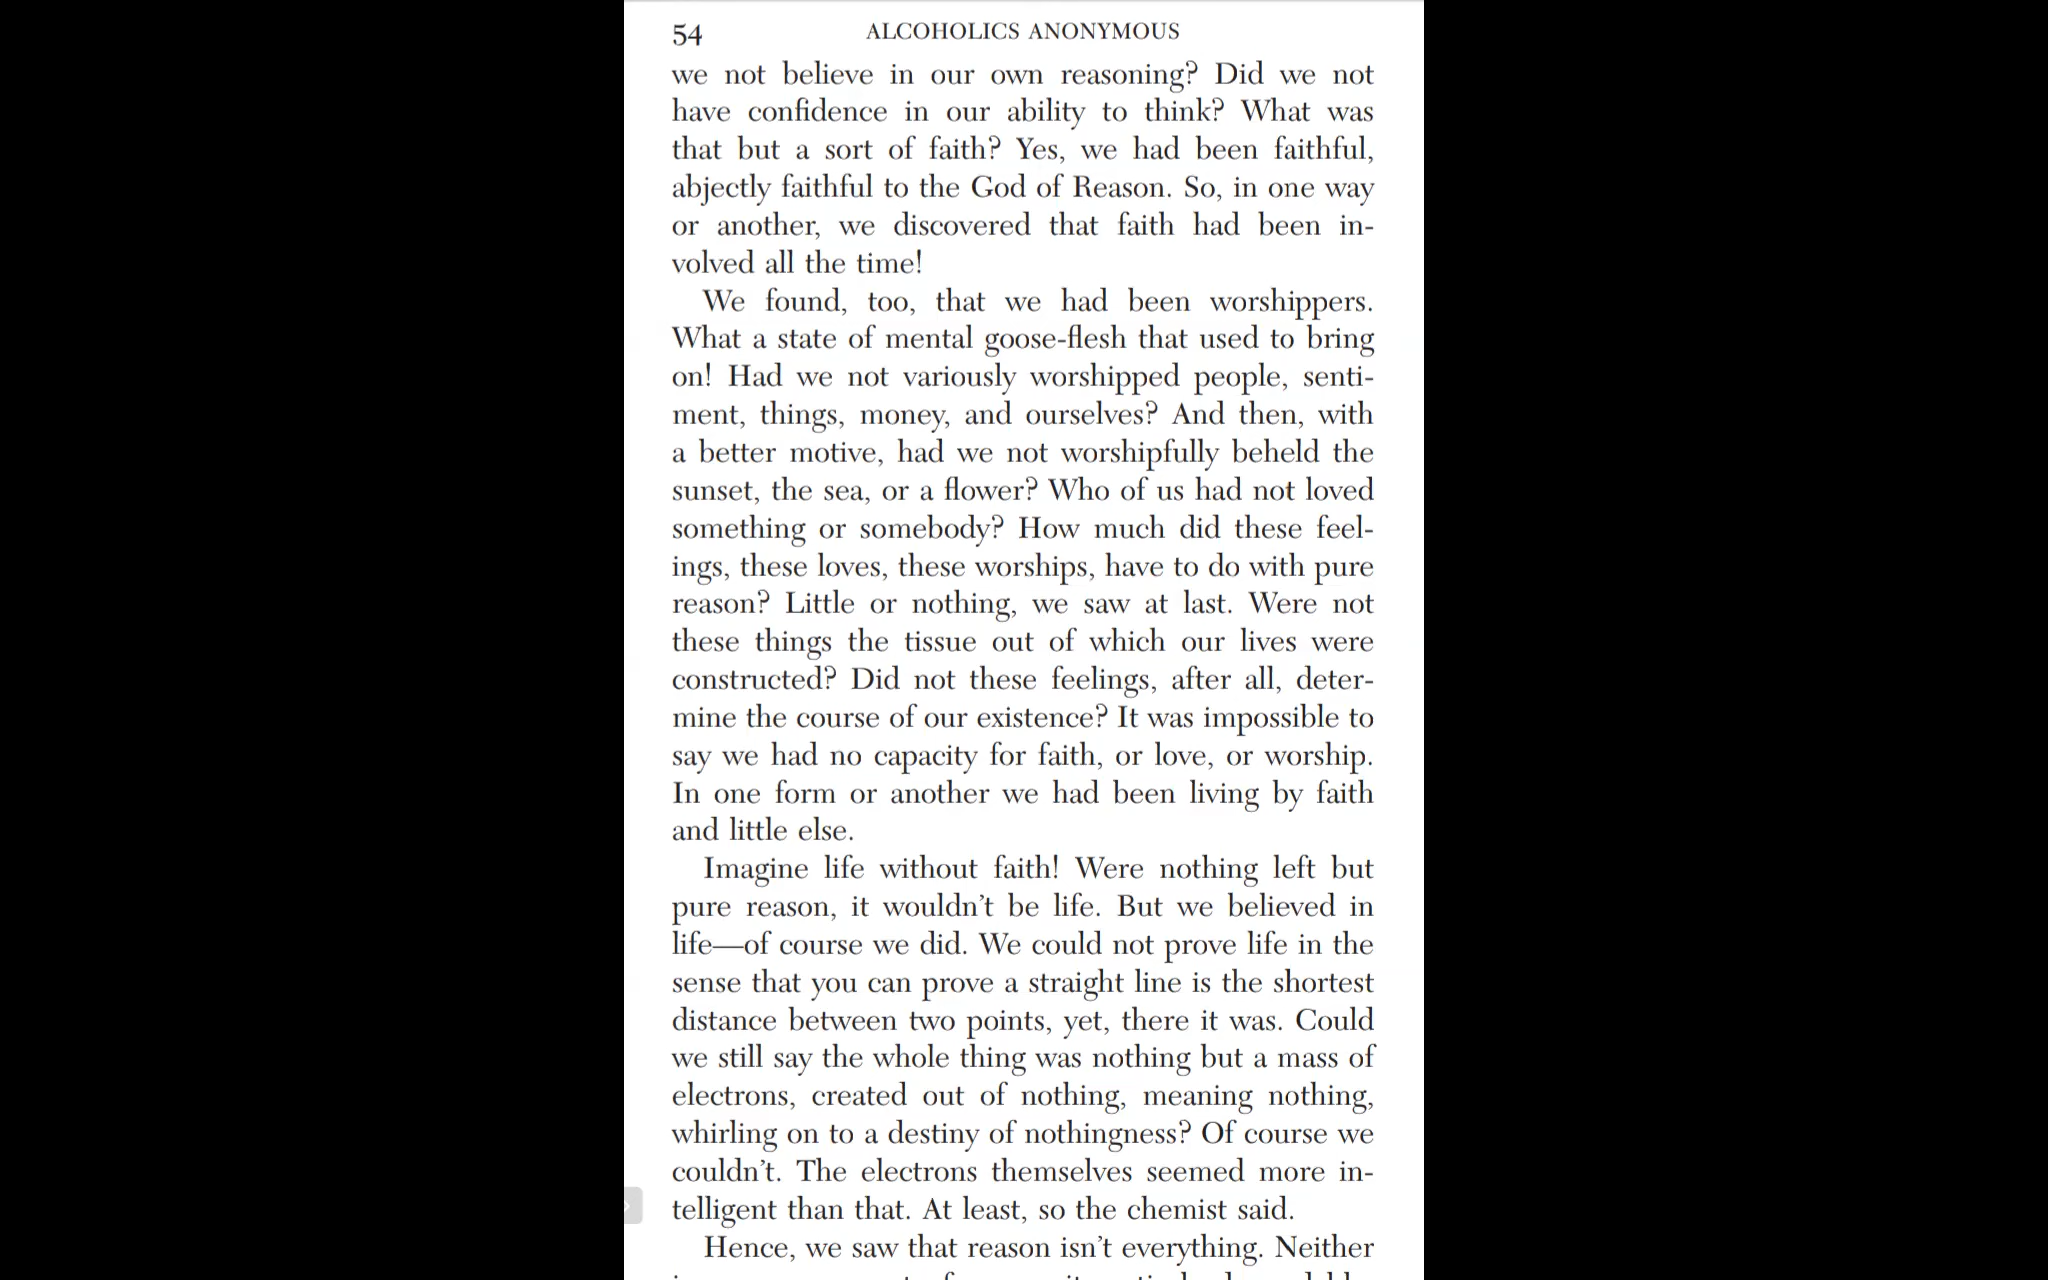 54 ALCOHOLICS ANONYMOUS
we not believe in our own reasoning? Did we not
have confidence in our ability to think? What was
that but a sort of faith? Yes, we had been faithful,
abjectly faithful to the God of Reason. So, in one way
or another, we discovered that faith had been in-
volved all the time!
We found, too, that we had been worshippers.
What a state of mental goose-flesh that used to bring
on! Had we not variously worshipped people, senti-
ment, things, money, and ourselves? And then, with
a better motive, had we not worshipfully beheld the
sunset, the sea, or a flower? Who of us had not loved
something or somebody? How much did these feel-
ings, these loves, these worships, have to do with pure
reason? Little or nothing, we saw at last. Were not
these things the tissue out of which our lives were
constructed? Did not these feelings, after all, deter-
mine the course of our existence? It was impossible to
say we had no capacity for faith, or love, or worship.
In one form or another we had been living by faith
and little else.
Imagine life without faith! Were nothing left but
pure reason, it wouldn’t be life. But we believed in
life—of course we did. We could not prove life in the
sense that you can prove a straight line is the shortest
distance between two points, yet, there it was. Could
we still say the whole thing was nothing but a mass of
electrons, created out of nothing, meaning nothing,
whirling on to a destiny of nothingness? Of course we
couldn’t. The electrons themselves seemed more in-
telligent than that. At least, so the chemist said.
Hence, we saw that reason isn’t everything. Neither